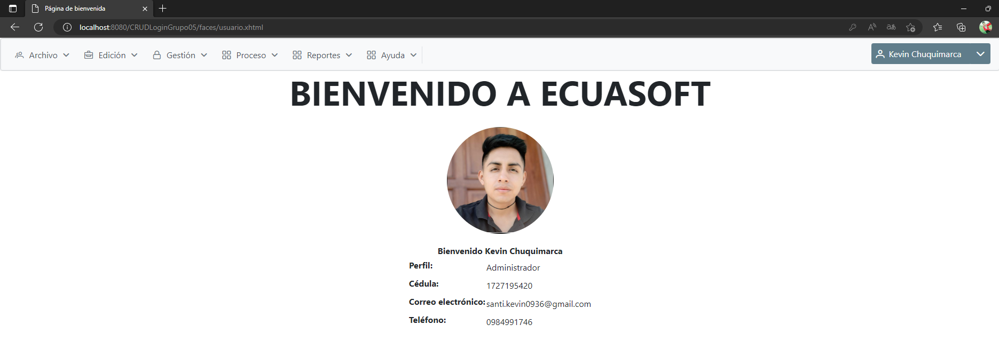 Página de bienvenida
localhost:8080/CRUDLoginGrupo05/faces/usuario.xhtml
Archivo Edición Gestión Proceso Reportes Ayuda Kevin Chuquimarca
BIENVENIDO A ECUASOFT
Bienvenido Kevin Chuquimarca
Perfil: Administrador
Cédula: 1727195420
Correo electrónico: santi.kevin0936@gmail.com
Teléfono: 0984991746